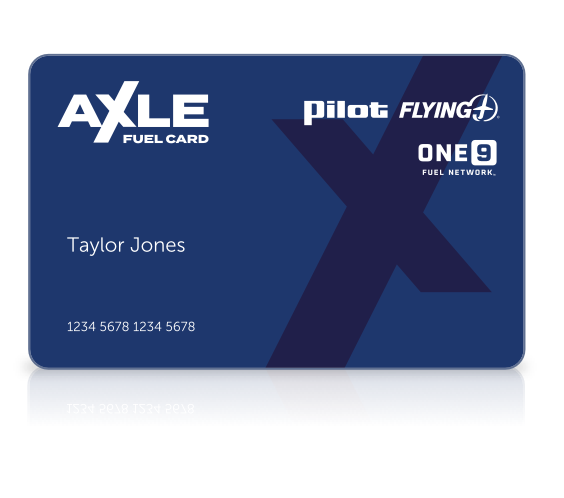 AXLE
FUEL CARD
Pilot FLYING J
ONE9
FUEL NETWORK
Taylor Jones
1234 5678 1234 5678